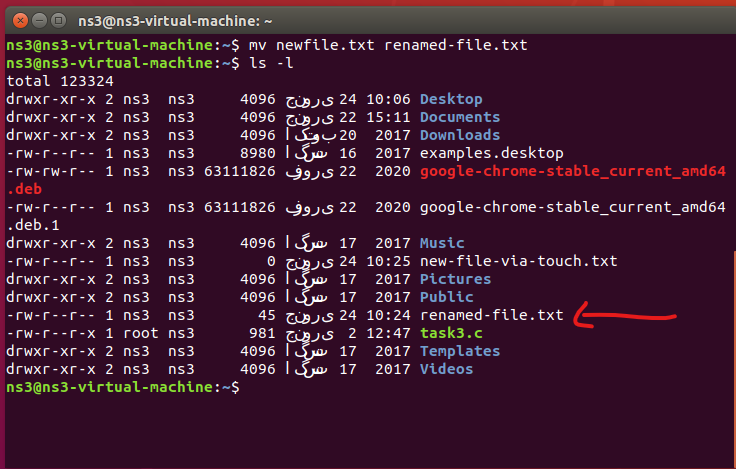 ns3@ns3-virtual-machine: ~
ns3@ns3-virtual-machine:~$ mv newfile.txt renamed-file.txt
ns3@ns3-virtual-machine:~$ ls -l
total 123324
drwxr-xr-x 2 ns3  ns3      4096 جنوری 24 10:06 Desktop
drwxr-xr-x 2 ns3  ns3      4096 جنوری 22 15:11 Documents
drwxr-xr-x 2 ns3  ns3      4096 اکتوبر 20  2017 Downloads
-rw-r--r-- 1 ns3  ns3      8980 اگست 16  2017 examples.desktop
-rw-rw-r-- 1 ns3  ns3 63111826 فروری 22  2020 google-chrome-stable_current_amd64
.deb
-rw-r--r-- 1 ns3  ns3 63111826 فروری 22  2020 google-chrome-stable_current_amd64
.deb.1
drwxr-xr-x 2 ns3  ns3      4096 اگست 17  2017 Music
-rw-r--r-- 1 ns3  ns3         0 جنوری 24 10:25 new-file-via-touch.txt
drwxr-xr-x 2 ns3  ns3      4096 اگست 17  2017 Pictures
drwxr-xr-x 2 ns3  ns3      4096 اگست 17  2017 Public
-rw-r--r-- 1 ns3  ns3        45 جنوری 24 10:24 renamed-file.txt
-rw-r--r-x 1 root ns3       981 جنوری  2 12:47 task3.c
drwxr-xr-x 2 ns3  ns3      4096 اگست 17  2017 Templates
drwxr-xr-x 2 ns3  ns3      4096 اگست 17  2017 Videos
ns3@ns3-virtual-machine:~$